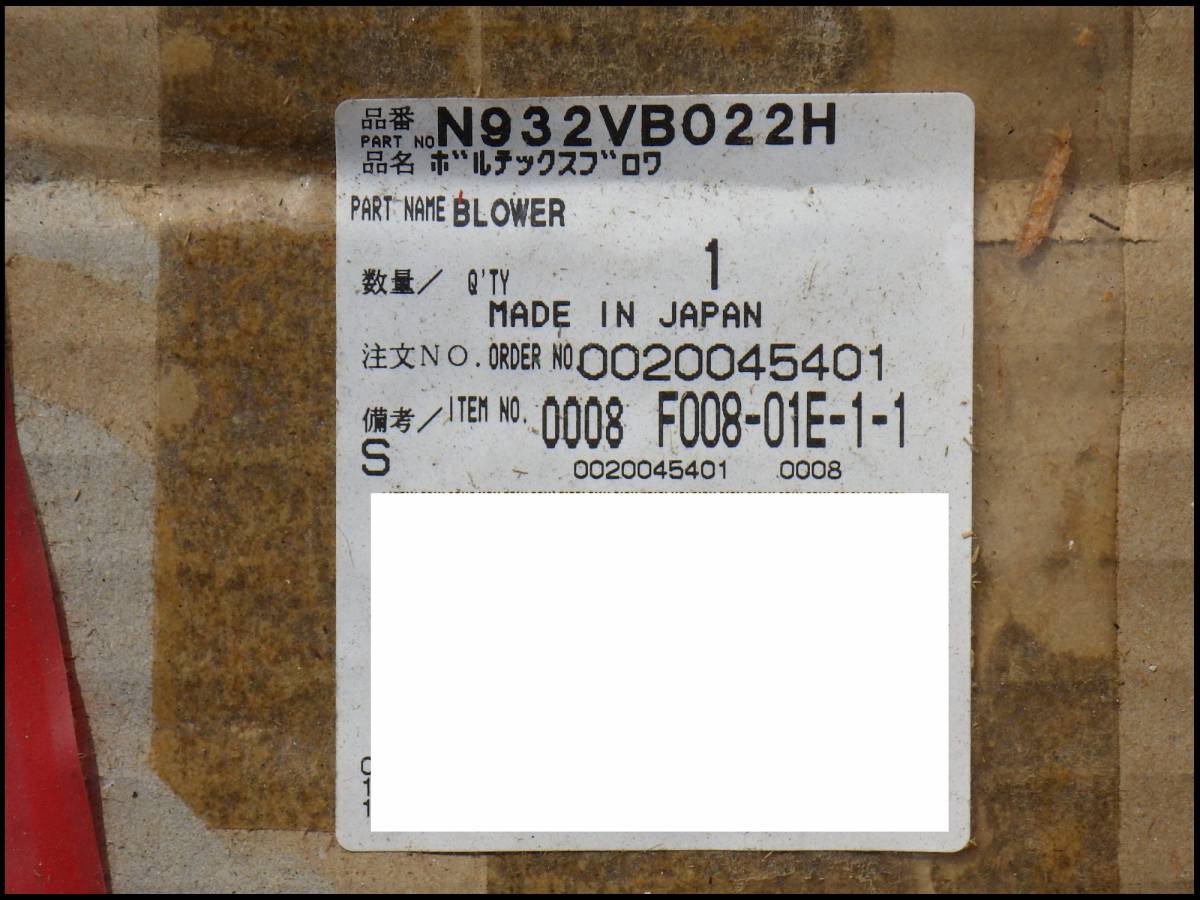 品番 PART NO N932VB022H
品名 ボルテックスブロワ
PART NAME BLOWER
数量／ Q'TY 1
MADE IN JAPAN
注文NO. ORDER NO 0020045401
備考／ITEM NO. 0008 F008-01E-1-1
S 0020045401 0008